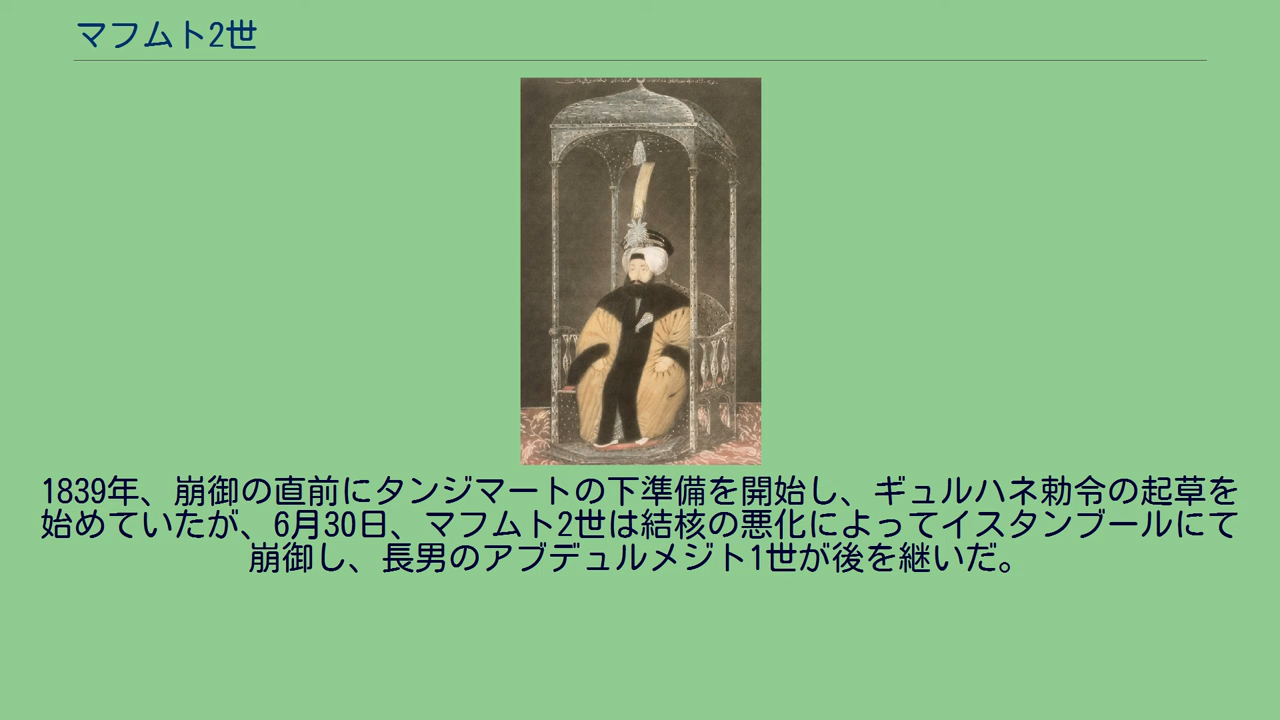 マフムト2世
1839年、崩御の直前にタンジマートの下準備を開始し、ギュルハネ勅令の起草を
始めていたが、6月30日、マフムト2世は結核の悪化によってイスタンブールにて
崩御し、長男のアブデュルメジト1世が後を継いだ。